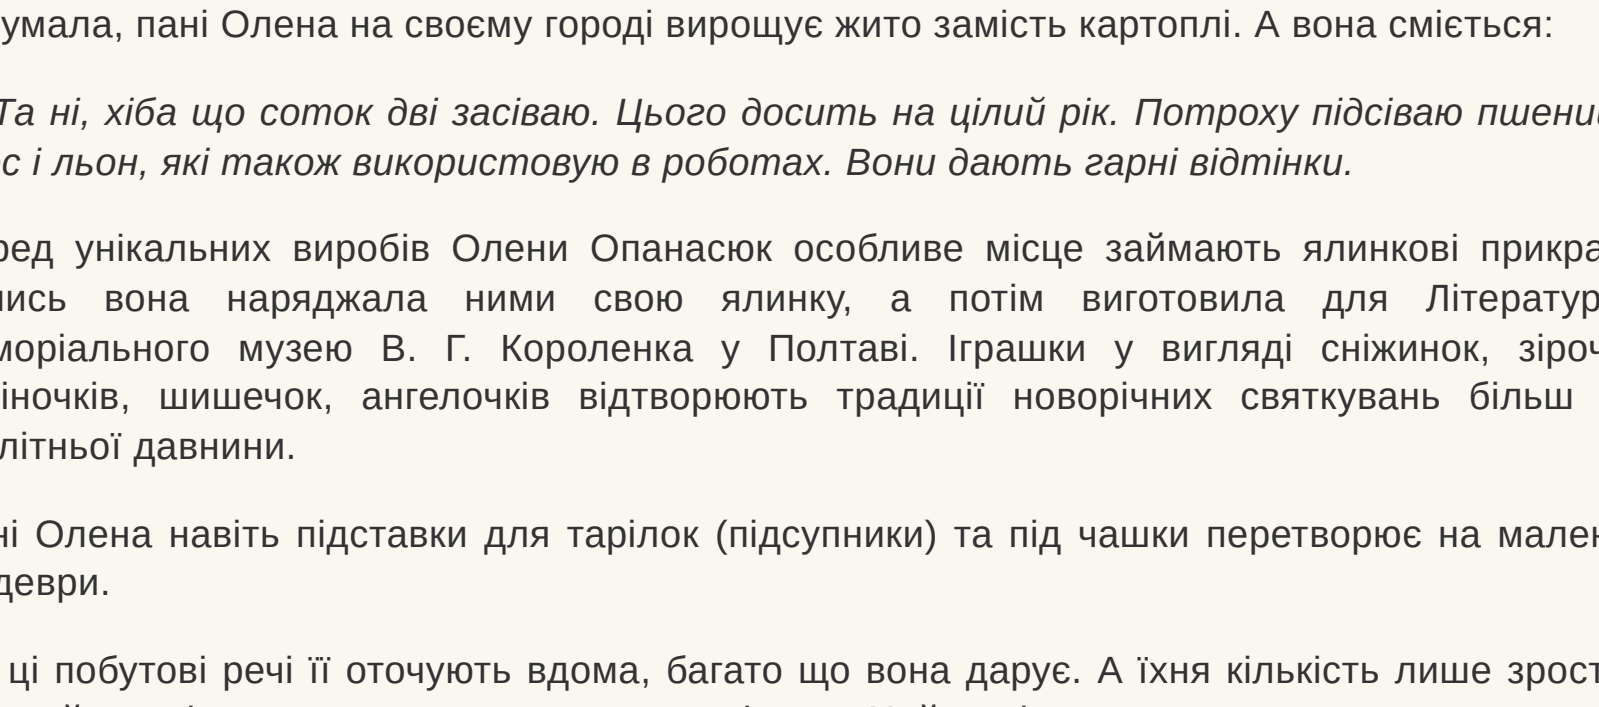 умала, пані Олена на своєму городі вирощує жито замість картоплі. А вона сміється:
Та ні, хіба що соток дві засіваю. Цього досить на цілий рік. Потроху підсіваю пшени
с і льон, які також використовую в роботах. Вони дають гарні відтінки.
ред унікальних виробів Олени Опанасюк особливе місце займають ялинкові прикра
ись вона наряджала ними свою ялинку, а потім виготовила для Літератур
моріального музею В. Г. Короленка у Полтаві. Іграшки у вигляді сніжинок, зіроч
іночків, шишечок, ангелочків відтворюють традиції новорічних святкувань більш
літньої давнини.
ні Олена навіть підставки для тарілок (підсупники) та під чашки перетворює на мален
деври.
ці побутові речі її оточують вдома, багато що вона дарує. А їхня кількість лише зрост